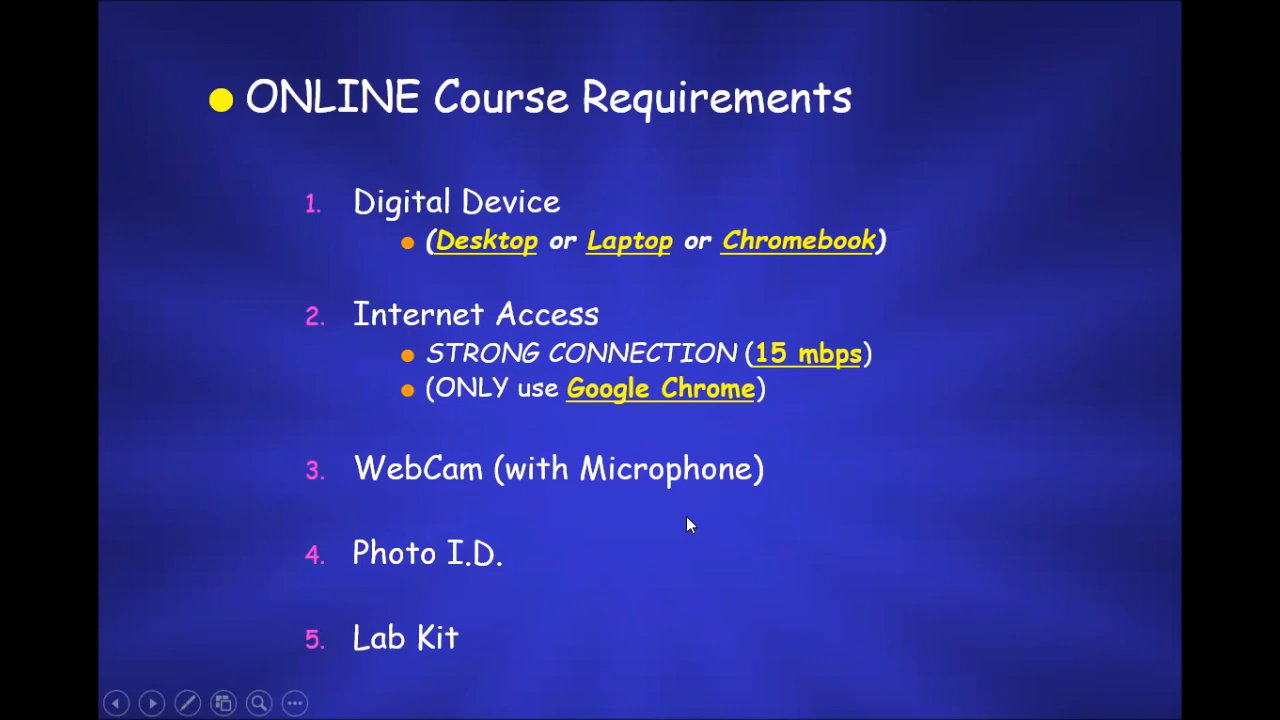 ONLINE Course Requirements
1. Digital Device
(Desktop or Laptop or Chromebook)
2. Internet Access
STRONG CONNECTION (15 mbps)
(ONLY use Google Chrome)
3. WebCam (with Microphone)
4. Photo I.D.
5. Lab Kit